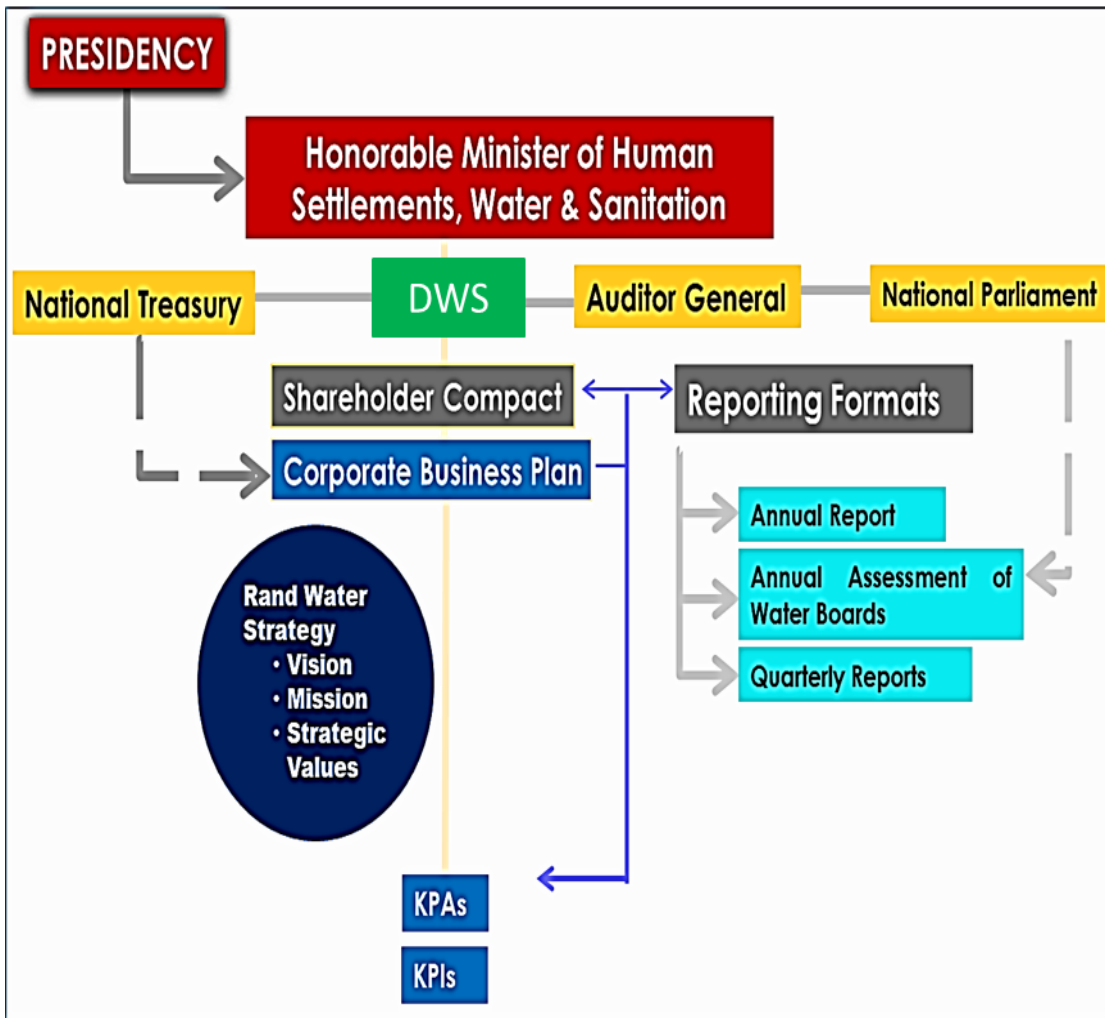 PRESIDENCY
Honorable Minister of Human
Settlements, Water & Sanitation
National Treasury
DWS
Auditor General
National Parliament
Shareholder Compact
Reporting Formats
Corporate Business Plan
Annual Report
Annual Assessment of
Water Boards
Quarterly Reports
Rand Water
Strategy
• Vision
• Mission
• Strategic
Values
KPAs
KPIs